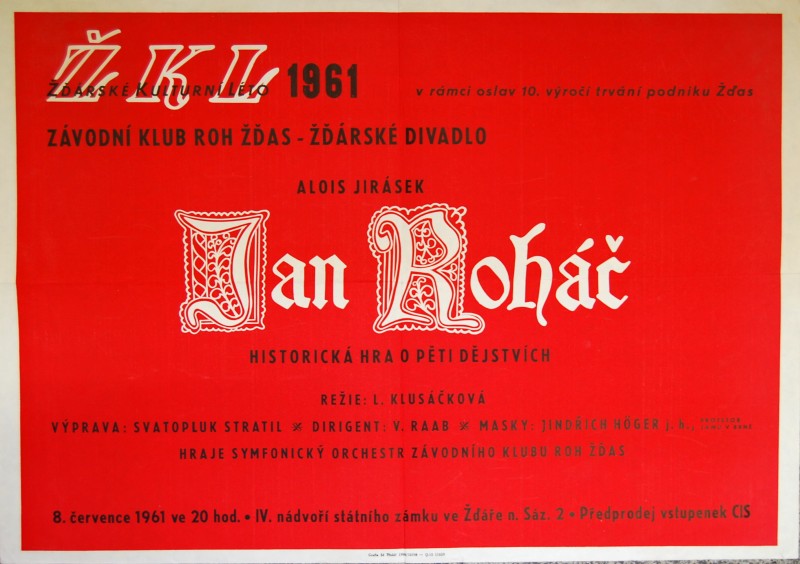 ŽKL
Žďárské Kulturní Léto 1961
v rámci oslav 10. výročí trvání podniku Žďas
ZÁVODNÍ KLUB ROH ŽĎAS - ŽĎÁRSKÉ DIVADLO
ALOIS JIRÁSEK
Jan Roháč
HISTORICKÁ HRA O PĚTI DĚJSTVÍCH
REŽIE: L. KLUSÁČKOVÁ
VÝPRAVA: SVATOPLUK STRATIL ※ DIRIGENT: V. RAAB ※ MASKY: JINDŘICH HÖGER j. h.,
HRAJE SYMFONICKÝ ORCHESTR ZÁVODNÍHO KLUBU ROH ŽĎAS
8. července 1961 ve 20 hod. • IV. nádvoří státního zámku ve Žďáře n. Sáz. 2 • Předprodej vstupenek CIS